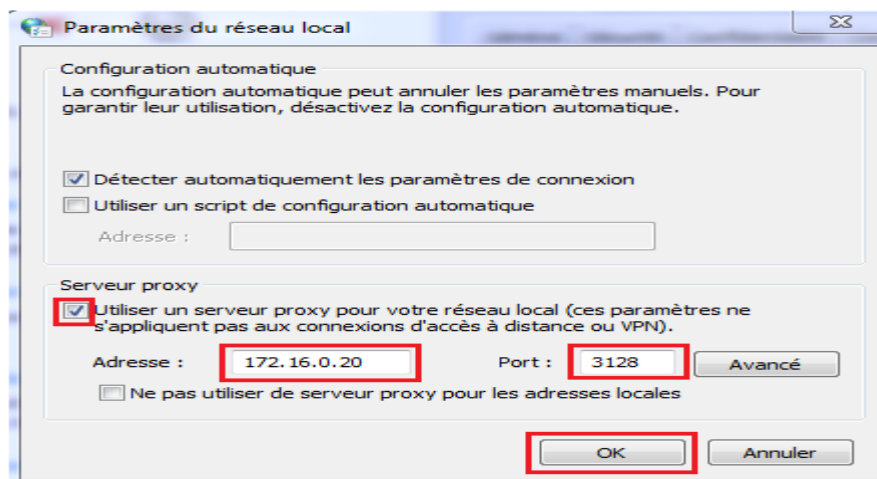 Paramètres du réseau local
Configuration automatique
La configuration automatique peut annuler les paramètres manuels. Pour
garantir leur utilisation, désactivez la configuration automatique.
Détecter automatiquement les paramètres de connexion
Utiliser un script de configuration automatique
Adresse :
Serveur proxy
Utiliser un serveur proxy pour votre réseau local (ces paramètres ne
s'appliquent pas aux connexions d'accès à distance ou VPN).
Adresse : 172.16.0.20 Port : 3128 Avancé
Ne pas utiliser de serveur proxy pour les adresses locales
OK Annuler